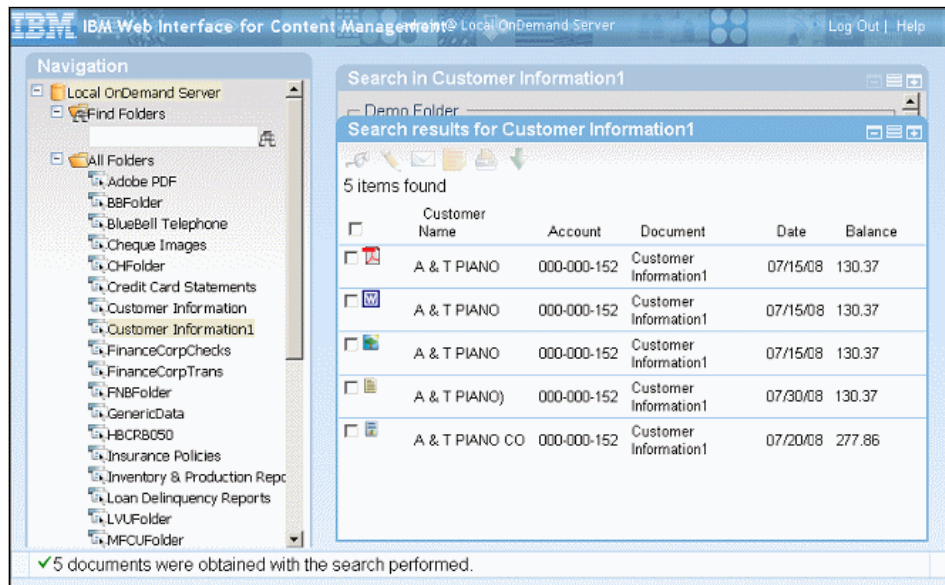 IBM IBM Web Interface for Content Management admin@ Local OnDemand Server Log Out | Help
Navigation
Local OnDemand Server
Find Folders
All Folders
Adobe PDF
BBFolder
BlueBell Telephone
Cheque Images
CHFolder
Credit Card Statements
Customer Information
Customer Information1
FinanceCorpChecks
FinanceCorpTrans
FNBFolder
GenericData
HBCRB050
Insurance Policies
Inventory & Production Repo
Loan Delinquency Reports
LVUFolder
MFCUFolder
Search in Customer Information1
Demo Folder
Search results for Customer Information1
5 items found
Customer
Name Account Document Date Balance
A & T PIANO 000-000-152 Customer Information1 07/15/08 130.37
A & T PIANO 000-000-152 Customer Information1 07/15/08 130.37
A & T PIANO 000-000-152 Customer Information1 07/15/08 130.37
A & T PIANO) 000-000-152 Customer Information1 07/30/08 130.37
A & T PIANO CO 000-000-152 Customer Information1 07/20/08 277.86
5 documents were obtained with the search performed.